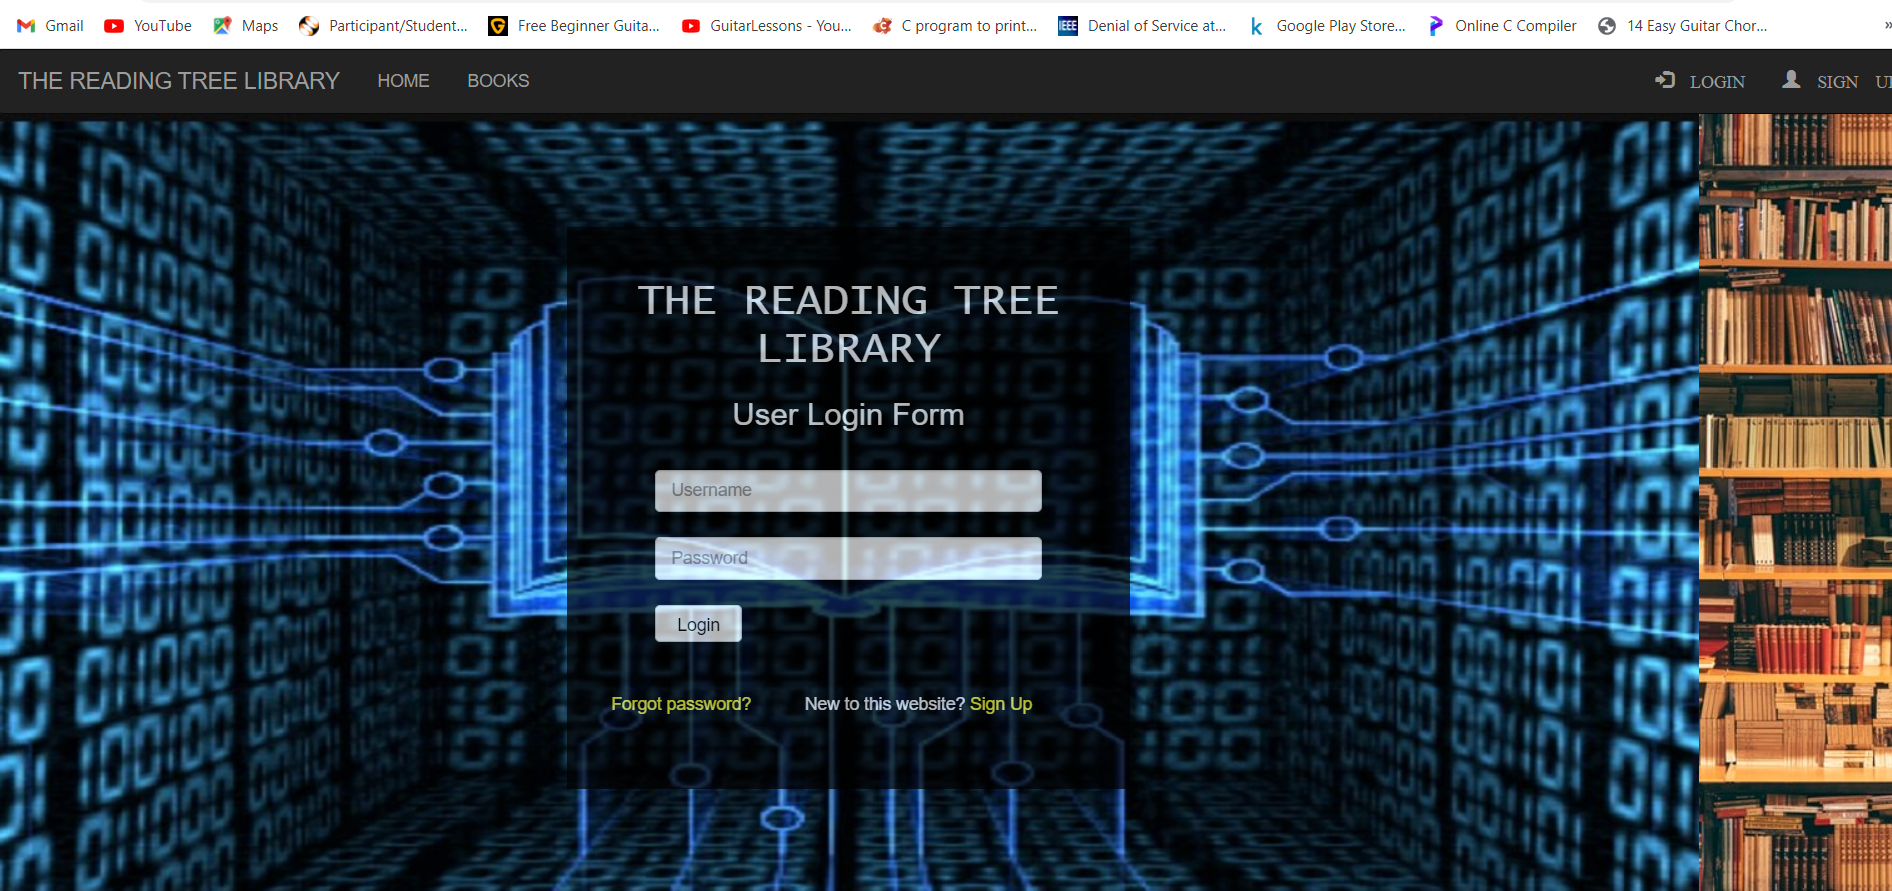 Gmail YouTube Maps Participant/Student... Free Beginner Guita... GuitarLessons - You... C program to print... IEEE Denial of Service at... Google Play Store... Online C Compiler 14 Easy Guitar Chor... »
THE READING TREE LIBRARY HOME BOOKS LOGIN SIGN
THE READING TREE
LIBRARY
User Login Form
Username
Password
Login
Forgot password? New to this website? Sign Up